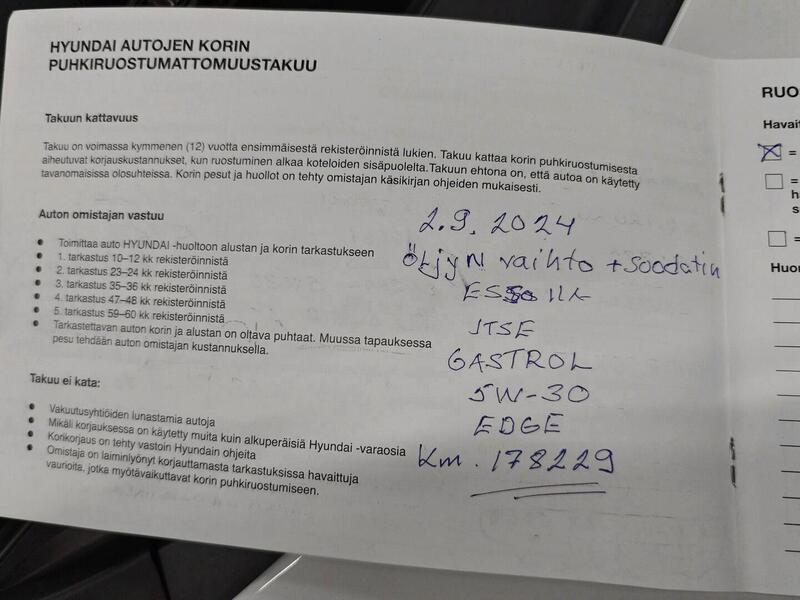 HYUNDAI AUTOJEN KORIN
PUHKIRUOSTUMATTOMUUSTAKUU
Takuun kattavuus
Takuu on voimassa kymmenen (12) vuotta ensimmäisestä rekisteröinnistä lukien. Takuu kattaa korin puhkiruostumisesta
aiheutuvat korjauskustannukset, kun ruostuminen alkaa koteloiden sisäpuolelta.Takuun ehtona on, että autoa on käytetty
tavanomaisissa olosuhteissa. Korin pesut ja huollot on tehty omistajan käsikirjan ohjeiden mukaisesti.
Auton omistajan vastuu
• Toimittaa auto HYUNDAI -huoltoon alustan ja korin tarkastukseen
• 1. tarkastus 10–12 kk rekisteröinnistä
• 2. tarkastus 23–24 kk rekisteröinnistä
• 3. tarkastus 35–36 kk rekisteröinnistä
• 4. tarkastus 47–48 kk rekisteröinnistä
• 5. tarkastus 59–60 kk rekisteröinnistä
• Tarkastettavan auton korin ja alustan on oltava puhtaat. Muussa tapauksessa
pesu tehdään auton omistajan kustannuksella.
Takuu ei kata:
• Vakuutusyhtiöiden lunastamia autoja
• Mikäli korjauksessa on käytetty muita kuin alkuperäisiä Hyundai -varaosia
• Korikorjaus on tehty vastoin Hyundain ohjeita
• Omistaja on laiminlyönyt korjauttamasta tarkastuksissa havaittuja
vaurioita, jotka myötävaikuttavat korin puhkiruostumiseen.
2.9. 2024
ÖLjyN vaihto + soodatin
ITSE
GASTROL
5W-30
EDGE
Km. 178229
RUO
Havait
=
=
h
s
=
Huor